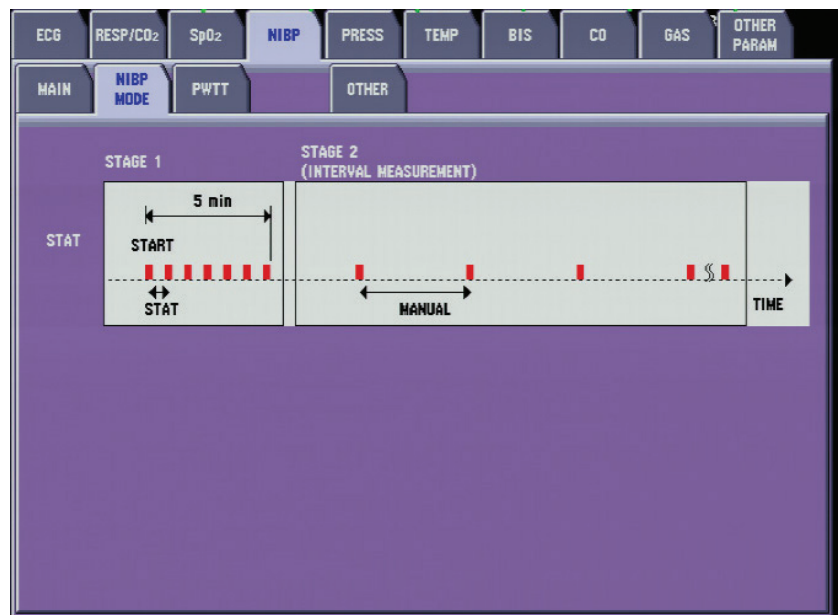 ECG RESP/CO2 SpO2 NIBP PRESS TEMP BIS CO GAS OTHER PARAM
MAIN NIBP MODE PWTT OTHER
STAGE 1
STAGE 2
(INTERVAL MEASUREMENT)
5 min
STAT
START
STAT
MANUAL
TIME